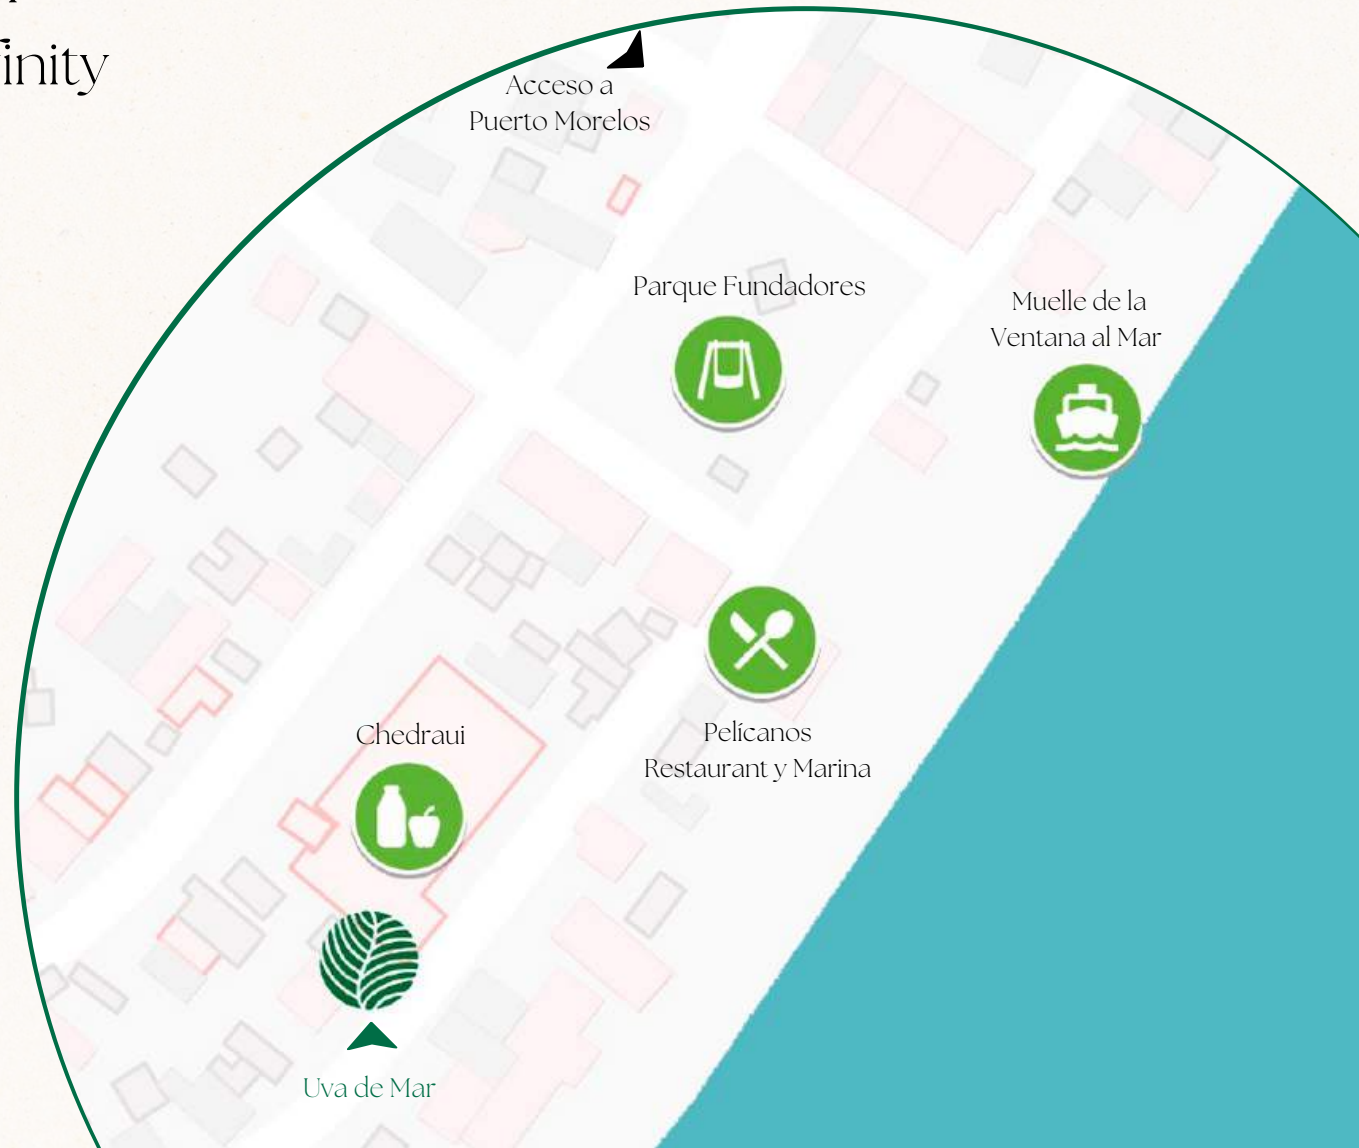 inity
Acceso a
Puerto Morelos
Parque Fundadores
Muelle de la
Ventana al Mar
Pelícanos
Restaurant y Marina
Chedraui
Uva de Mar